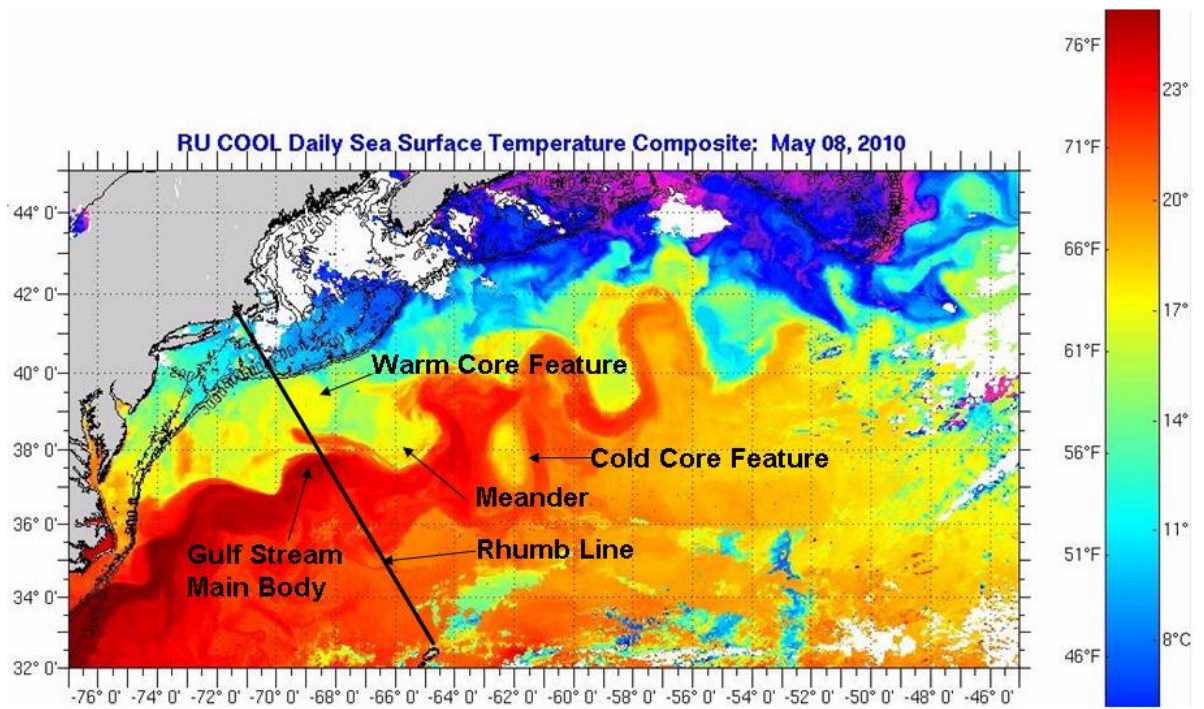 RU COOL Daily Sea Surface Temperature Composite: May 08, 2010
76°F
23°
71°F
20°
66°F
17°
61°F
14°
56°F
11°
51°F
8°C
46°F
44° 0'
42° 0'
40° 0'
38° 0'
36° 0'
34° 0'
32° 0'
Warm Core Feature
Cold Core Feature
Meander
Rhumb Line
Gulf Stream
Main Body
-76° 0' -74° 0' -72° 0' -70° 0' -68° 0' -66° 0' -64° 0' -62° 0' -60° 0' -58° 0' -56° 0' -54° 0' -52° 0' -50° 0' -48° 0' -46° 0'